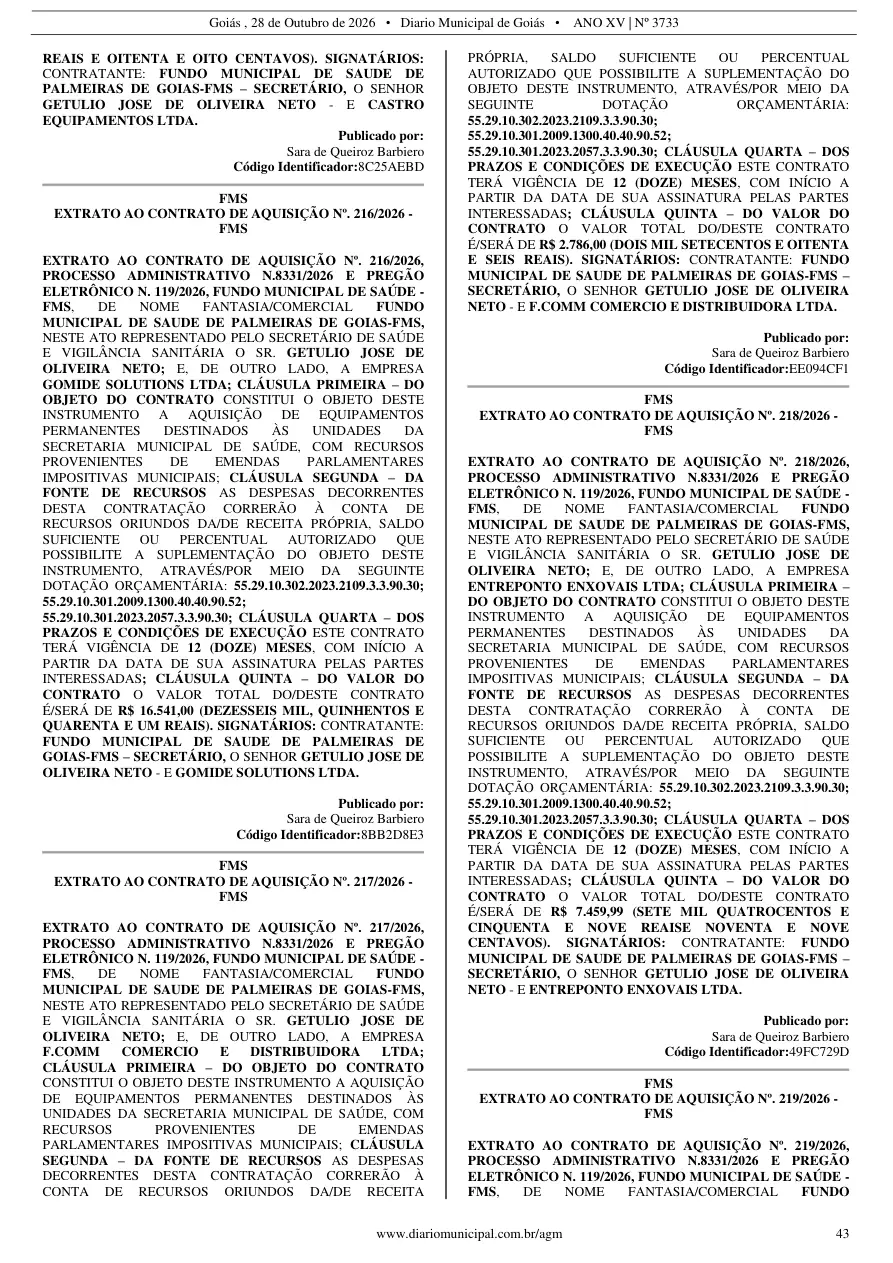 Goiás , 28 de Outubro de 2026 • Diario Municipal de Goiás • ANO XV | Nº 3733
REAIS E OITENTA E OITO CENTAVOS). SIGNATÁRIOS:
CONTRATANTE: FUNDO MUNICIPAL DE SAUDE DE
PALMEIRAS DE GOIAS-FMS – SECRETÁRIO, O SENHOR
GETULIO JOSE DE OLIVEIRA NETO - E CASTRO
EQUIPAMENTOS LTDA.
Publicado por:
Sara de Queiroz Barbiero
Código Identificador:8C25AEBD
FMS
EXTRATO AO CONTRATO DE AQUISIÇÃO Nº. 216/2026 -
FMS
EXTRATO AO CONTRATO DE AQUISIÇÃO Nº. 216/2026,
PROCESSO ADMINISTRATIVO N.8331/2026 E PREGÃO
ELETRÔNICO N. 119/2026, FUNDO MUNICIPAL DE SAÚDE -
FMS, DE NOME FANTASIA/COMERCIAL FUNDO
MUNICIPAL DE SAUDE DE PALMEIRAS DE GOIAS-FMS,
NESTE ATO REPRESENTADO PELO SECRETÁRIO DE SAÚDE
E VIGILÂNCIA SANITÁRIA O SR. GETULIO JOSE DE
OLIVEIRA NETO; E, DE OUTRO LADO, A EMPRESA
GOMIDE SOLUTIONS LTDA; CLÁUSULA PRIMEIRA – DO
OBJETO DO CONTRATO CONSTITUI O OBJETO DESTE
INSTRUMENTO A AQUISIÇÃO DE EQUIPAMENTOS
PERMANENTES DESTINADOS ÀS UNIDADES DA
SECRETARIA MUNICIPAL DE SAÚDE, COM RECURSOS
PROVENIENTES DE EMENDAS PARLAMENTARES
IMPOSITIVAS MUNICIPAIS; CLÁUSULA SEGUNDA – DA
FONTE DE RECURSOS AS DESPESAS DECORRENTES
DESTA CONTRATAÇÃO CORRERÃO À CONTA DE
RECURSOS ORIUNDOS DA/DE RECEITA PRÓPRIA, SALDO
SUFICIENTE OU PERCENTUAL AUTORIZADO QUE
POSSIBILITE A SUPLEMENTAÇÃO DO OBJETO DESTE
INSTRUMENTO, ATRAVÉS/POR MEIO DA SEGUINTE
DOTAÇÃO ORÇAMENTÁRIA: 55.29.10.302.2023.2109.3.3.90.30;
55.29.10.301.2009.1300.40.40.90.52;
55.29.10.301.2023.2057.3.3.90.30; CLÁUSULA QUARTA – DOS
PRAZOS E CONDIÇÕES DE EXECUÇÃO ESTE CONTRATO
TERÁ VIGÊNCIA DE 12 (DOZE) MESES, COM INÍCIO A
PARTIR DA DATA DE SUA ASSINATURA PELAS PARTES
INTERESSADAS; CLÁUSULA QUINTA – DO VALOR DO
CONTRATO O VALOR TOTAL DO/DESTE CONTRATO
É/SERÁ DE R$ 16.541,00 (DEZESSEIS MIL, QUINHENTOS E
QUARENTA E UM REAIS). SIGNATÁRIOS: CONTRATANTE:
FUNDO MUNICIPAL DE SAUDE DE PALMEIRAS DE
GOIAS-FMS – SECRETÁRIO, O SENHOR GETULIO JOSE DE
OLIVEIRA NETO - E GOMIDE SOLUTIONS LTDA.
Publicado por:
Sara de Queiroz Barbiero
Código Identificador:8BB2D8E3
FMS
EXTRATO AO CONTRATO DE AQUISIÇÃO Nº. 217/2026 -
FMS
EXTRATO AO CONTRATO DE AQUISIÇÃO Nº. 217/2026,
PROCESSO ADMINISTRATIVO N.8331/2026 E PREGÃO
ELETRÔNICO N. 119/2026, FUNDO MUNICIPAL DE SAÚDE -
FMS, DE NOME FANTASIA/COMERCIAL FUNDO
MUNICIPAL DE SAUDE DE PALMEIRAS DE GOIAS-FMS,
NESTE ATO REPRESENTADO PELO SECRETÁRIO DE SAÚDE
E VIGILÂNCIA SANITÁRIA O SR. GETULIO JOSE DE
OLIVEIRA NETO; E, DE OUTRO LADO, A EMPRESA
F.COMM COMERCIO E DISTRIBUIDORA LTDA;
CLÁUSULA PRIMEIRA – DO OBJETO DO CONTRATO
CONSTITUI O OBJETO DESTE INSTRUMENTO A AQUISIÇÃO
DE EQUIPAMENTOS PERMANENTES DESTINADOS ÀS
UNIDADES DA SECRETARIA MUNICIPAL DE SAÚDE, COM
RECURSOS PROVENIENTES DE EMENDAS
PARLAMENTARES IMPOSITIVAS MUNICIPAIS; CLÁUSULA
SEGUNDA – DA FONTE DE RECURSOS AS DESPESAS
DECORRENTES DESTA CONTRATAÇÃO CORRERÃO À
CONTA DE RECURSOS ORIUNDOS DA/DE RECEITA
PRÓPRIA, SALDO SUFICIENTE OU PERCENTUAL
AUTORIZADO QUE POSSIBILITE A SUPLEMENTAÇÃO DO
OBJETO DESTE INSTRUMENTO, ATRAVÉS/POR MEIO DA
SEGUINTE DOTAÇÃO ORÇAMENTÁRIA:
55.29.10.302.2023.2109.3.3.90.30;
55.29.10.301.2009.1300.40.40.90.52;
55.29.10.301.2023.2057.3.3.90.30; CLÁUSULA QUARTA – DOS
PRAZOS E CONDIÇÕES DE EXECUÇÃO ESTE CONTRATO
TERÁ VIGÊNCIA DE 12 (DOZE) MESES, COM INÍCIO A
PARTIR DA DATA DE SUA ASSINATURA PELAS PARTES
INTERESSADAS; CLÁUSULA QUINTA – DO VALOR DO
CONTRATO O VALOR TOTAL DO/DESTE CONTRATO
É/SERÁ DE R$ 2.786,00 (DOIS MIL SETECENTOS E OITENTA
E SEIS REAIS). SIGNATÁRIOS: CONTRATANTE: FUNDO
MUNICIPAL DE SAUDE DE PALMEIRAS DE GOIAS-FMS –
SECRETÁRIO, O SENHOR GETULIO JOSE DE OLIVEIRA
NETO - E F.COMM COMERCIO E DISTRIBUIDORA LTDA.
Publicado por:
Sara de Queiroz Barbiero
Código Identificador:EE094CF1
FMS
EXTRATO AO CONTRATO DE AQUISIÇÃO Nº. 218/2026 -
FMS
EXTRATO AO CONTRATO DE AQUISIÇÃO Nº. 218/2026,
PROCESSO ADMINISTRATIVO N.8331/2026 E PREGÃO
ELETRÔNICO N. 119/2026, FUNDO MUNICIPAL DE SAÚDE -
FMS, DE NOME FANTASIA/COMERCIAL FUNDO
MUNICIPAL DE SAUDE DE PALMEIRAS DE GOIAS-FMS,
NESTE ATO REPRESENTADO PELO SECRETÁRIO DE SAÚDE
E VIGILÂNCIA SANITÁRIA O SR. GETULIO JOSE DE
OLIVEIRA NETO; E, DE OUTRO LADO, A EMPRESA
ENTREPONTO ENXOVAIS LTDA; CLÁUSULA PRIMEIRA –
DO OBJETO DO CONTRATO CONSTITUI O OBJETO DESTE
INSTRUMENTO A AQUISIÇÃO DE EQUIPAMENTOS
PERMANENTES DESTINADOS ÀS UNIDADES DA
SECRETARIA MUNICIPAL DE SAÚDE, COM RECURSOS
PROVENIENTES DE EMENDAS PARLAMENTARES
IMPOSITIVAS MUNICIPAIS; CLÁUSULA SEGUNDA – DA
FONTE DE RECURSOS AS DESPESAS DECORRENTES
DESTA CONTRATAÇÃO CORRERÃO À CONTA DE
RECURSOS ORIUNDOS DA/DE RECEITA PRÓPRIA, SALDO
SUFICIENTE OU PERCENTUAL AUTORIZADO QUE
POSSIBILITE A SUPLEMENTAÇÃO DO OBJETO DESTE
INSTRUMENTO, ATRAVÉS/POR MEIO DA SEGUINTE
DOTAÇÃO ORÇAMENTÁRIA: 55.29.10.302.2023.2109.3.3.90.30;
55.29.10.301.2009.1300.40.40.90.52;
55.29.10.301.2023.2057.3.3.90.30; CLÁUSULA QUARTA – DOS
PRAZOS E CONDIÇÕES DE EXECUÇÃO ESTE CONTRATO
TERÁ VIGÊNCIA DE 12 (DOZE) MESES, COM INÍCIO A
PARTIR DA DATA DE SUA ASSINATURA PELAS PARTES
INTERESSADAS; CLÁUSULA QUINTA – DO VALOR DO
CONTRATO O VALOR TOTAL DO/DESTE CONTRATO
É/SERÁ DE R$ 7.459,99 (SETE MIL QUATROCENTOS E
CINQUENTA E NOVE REAISE NOVENTA E NOVE
CENTAVOS). SIGNATÁRIOS: CONTRATANTE: FUNDO
MUNICIPAL DE SAUDE DE PALMEIRAS DE GOIAS-FMS –
SECRETÁRIO, O SENHOR GETULIO JOSE DE OLIVEIRA
NETO - E ENTREPONTO ENXOVAIS LTDA.
Publicado por:
Sara de Queiroz Barbiero
Código Identificador:49FC729D
FMS
EXTRATO AO CONTRATO DE AQUISIÇÃO Nº. 219/2026 -
FMS
EXTRATO AO CONTRATO DE AQUISIÇÃO Nº. 219/2026,
PROCESSO ADMINISTRATIVO N.8331/2026 E PREGÃO
ELETRÔNICO N. 119/2026, FUNDO MUNICIPAL DE SAÚDE -
FMS, DE NOME FANTASIA/COMERCIAL FUNDO
www.diariomunicipal.com.br/agm 43